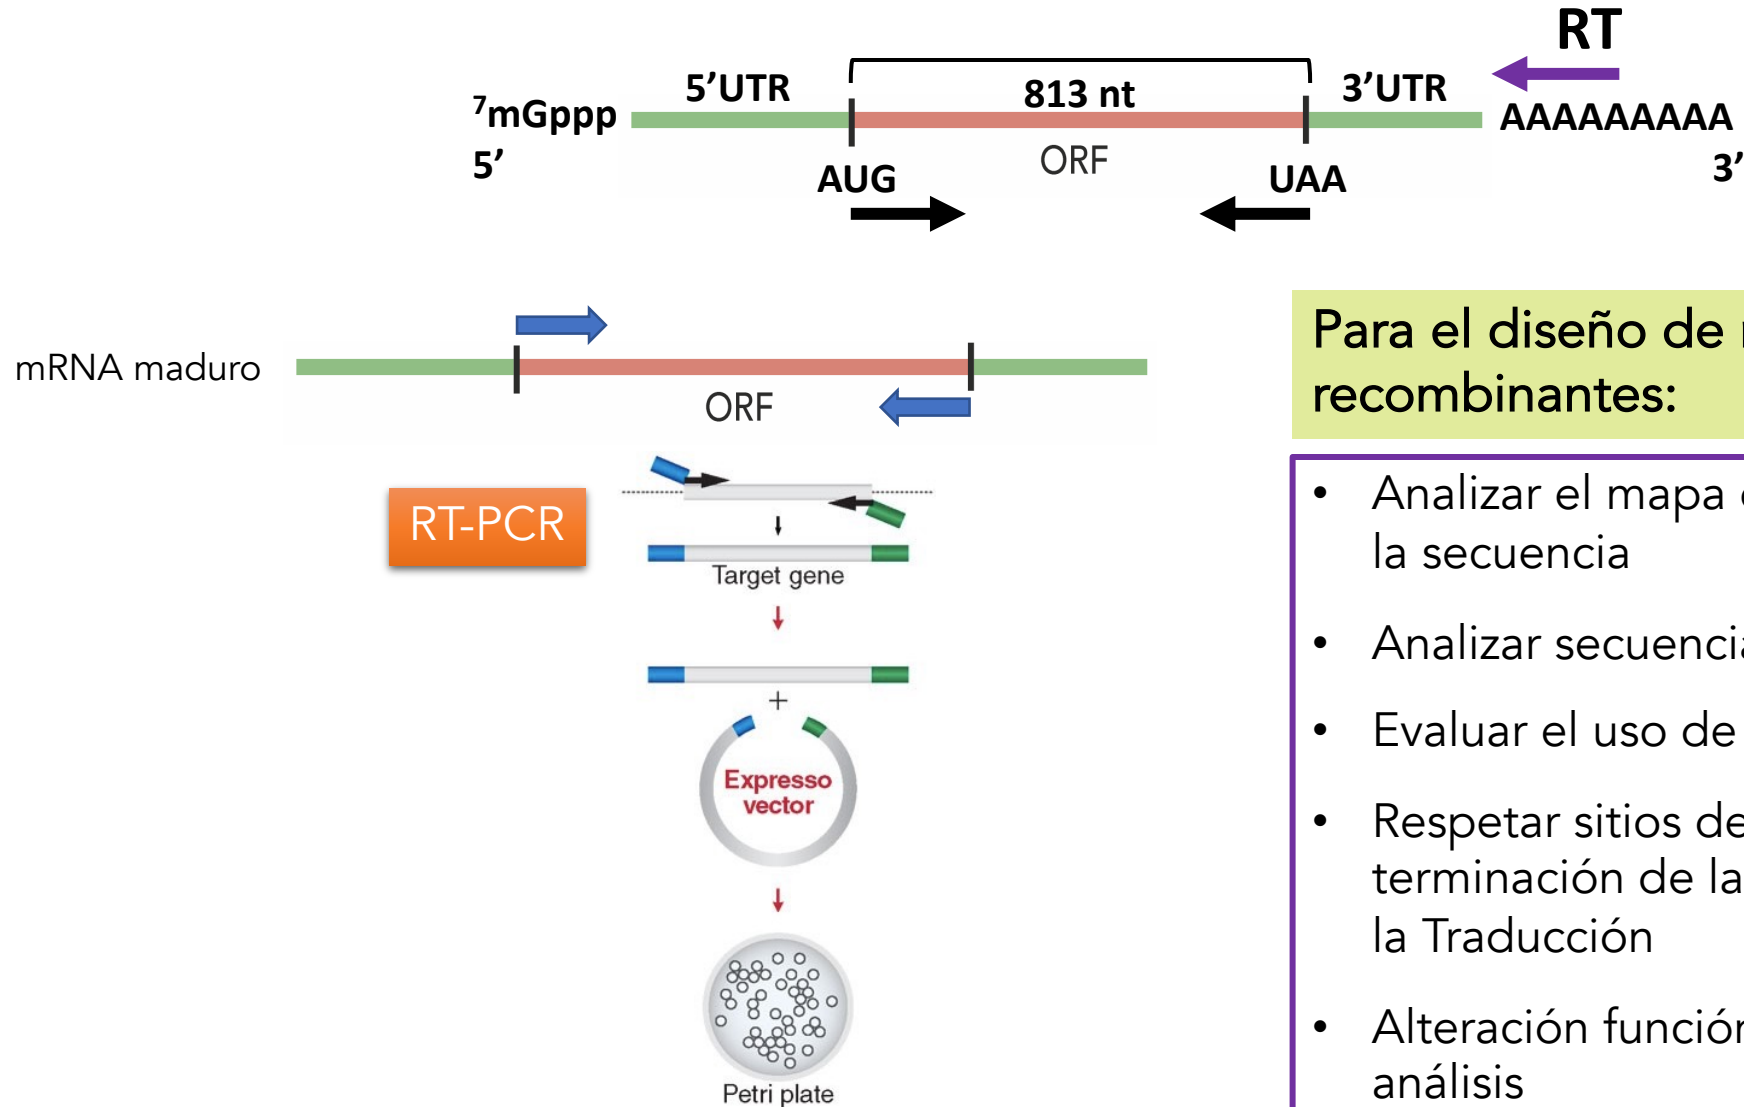 RT
5’UTR
813 nt
3’UTR
⁷mGppp
AAAAAAAAA
5’
ORF
3’
AUG
UAA
mRNA maduro
ORF
RT-PCR
Target gene
+
Expresso
vector
Petri plate
Para el diseño de
recombinantes:
• Analizar el mapa
la secuencia
• Analizar
• Evaluar el uso de
• Respetar sitios de
terminación de la
la Traducción
• Alteración función
análisis